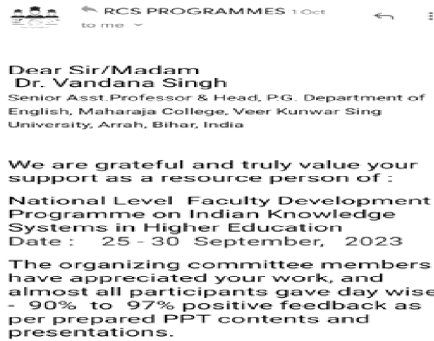 RCS PROGRAMMES 1 Oct
to me
Dear Sir/Madam
Dr. Vandana Singh
Senior Asst.Professor & Head, P.G. Department of
English, Maharaja College, Veer Kunwar Sing
University, Arrah, Bihar, India
We are grateful and truly value your
support as a resource person of :
National Level Faculty Development
Programme on Indian Knowledge
Systems in Higher Education
Date : 25 - 30 September, 2023
The organizing committee members
have appreciated your work, and
almost all participants gave day wise
- 90% to 97% positive feedback as
per prepared PPT contents and
presentations.